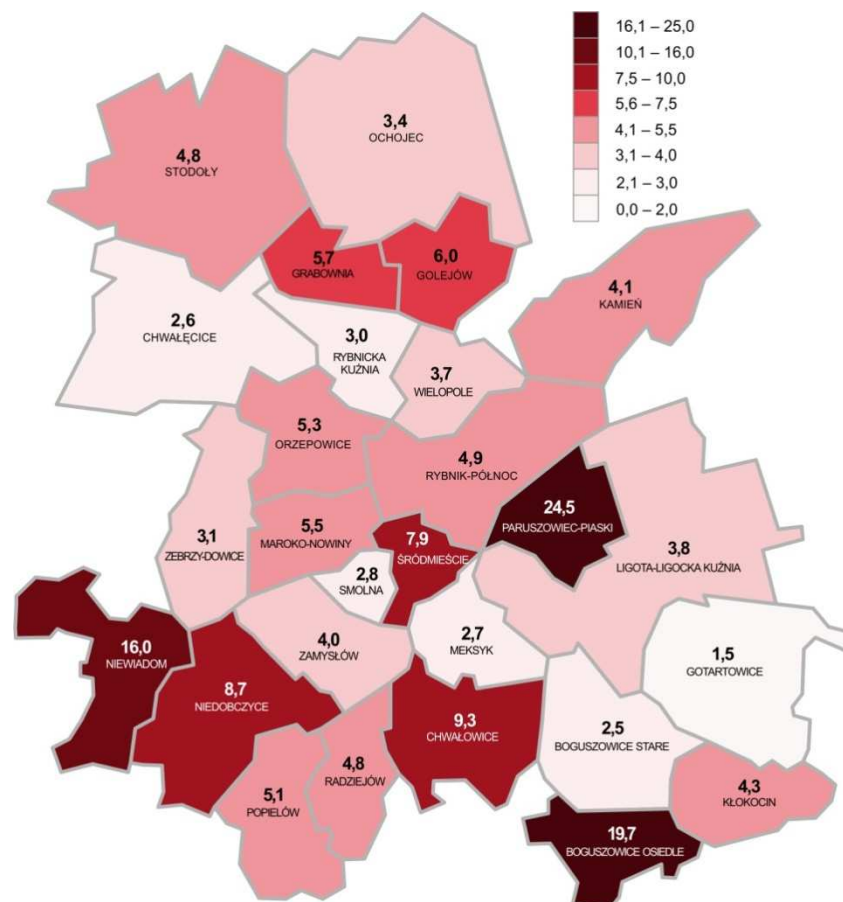 16,1 – 25,0
10,1 – 16,0
7,5 – 10,0
5,6 – 7,5
4,1 – 5,5
3,1 – 4,0
2,1 – 3,0
0,0 – 2,0
3,4
OCHOJEC
4,8
STODOŁY
5,7
GRABOWNIA
6,0
GOLEJÓW
4,1
KAMIEŃ
2,6
CHWAŁĘCICE
3,0
RYBNICKA
KUŹNIA
3,7
WIELOPOLE
5,3
ORZEPOWICE
4,9
RYBNIK-PÓŁNOC
24,5
PARUSZOWIEC-PIASKI
3,1
ZEBRZY-DOWICE
5,5
MAROKO-NOWINY
7,9
ŚRÓDMIEŚCIE
3,8
LIGOTA-LIGOCKA KUŹNIA
2,8
SMOLNA
16,0
NIEWIADOM
4,0
ZAMYSŁÓW
2,7
MEKSYK
1,5
GOTARTOWICE
8,7
NIEDOBCZYCE
9,3
CHWAŁOWICE
2,5
BOGUSZOWICE STARE
4,8
RADZIEJÓW
5,1
POPIELÓW
4,3
KŁOKOCIN
19,7
BOGUSZOWICE OSIEDLE